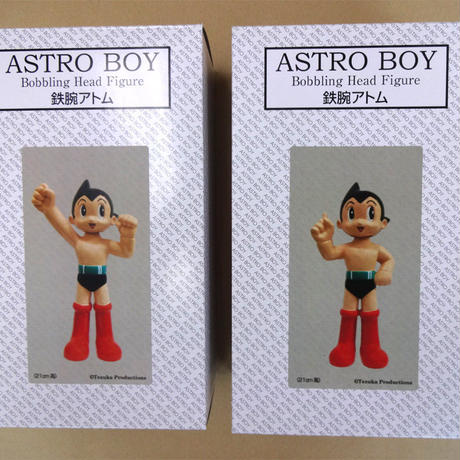 ASTRO BOY
Bobbling Head Figure
鉄腕アトム
(21cm高)
©Tezuka Productions
ASTRO BOY
Bobbling Head Figure
鉄腕アトム
(21cm高)
©Tezuka Productions